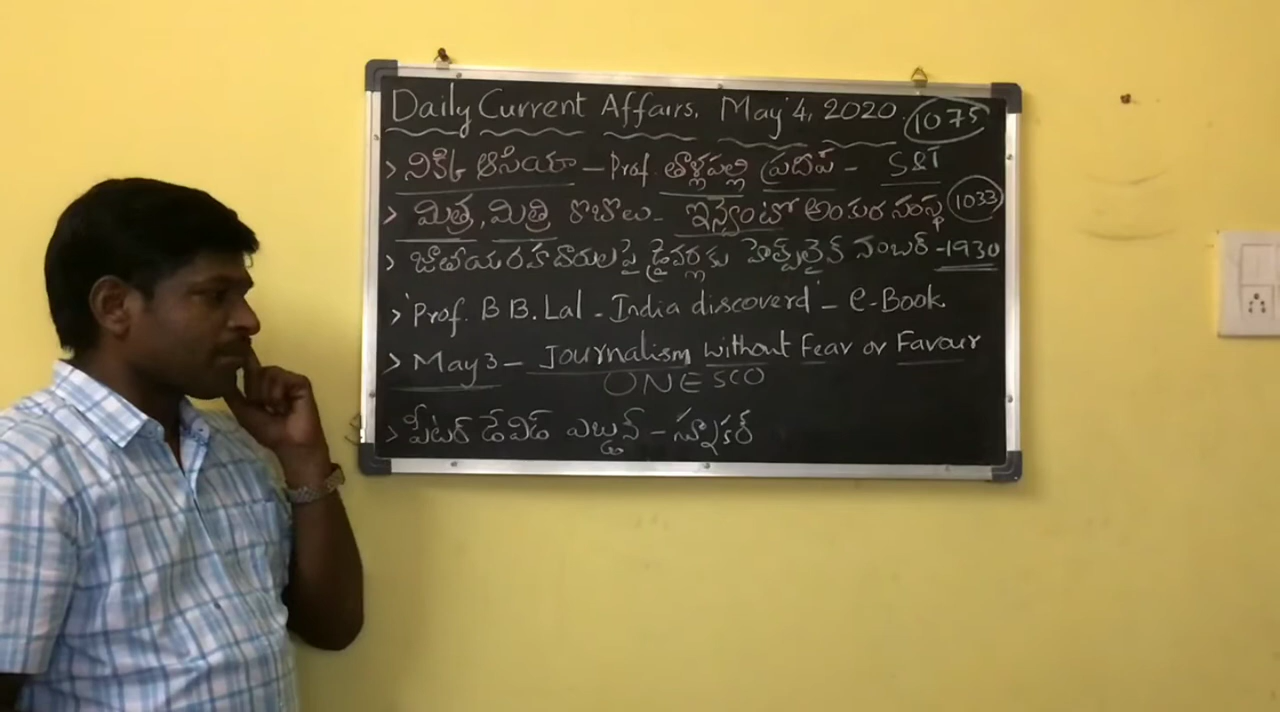 Daily Current Affairs. May 4, 2020. 1075
> నిక్కీ ఆసియా – Prof. తాళ్లపల్లి ప్రదీప్ - S&T
> మిత్ర, మిత్రి రోబోలు - ఇన్వెంటో అంకుర సంస్థ 1033
> జాతీయ రహదారులపై డ్రైవర్లకు హెల్ప్‌లైన్ నంబర్ - 1930
> Prof. B B. Lal - India discoverd - e-Book.
> May 3 - Journalism without Fear or Favour
UNESCO
> పీటర్ డేవిడ్ ఎబ్డన్ - స్నూకర్